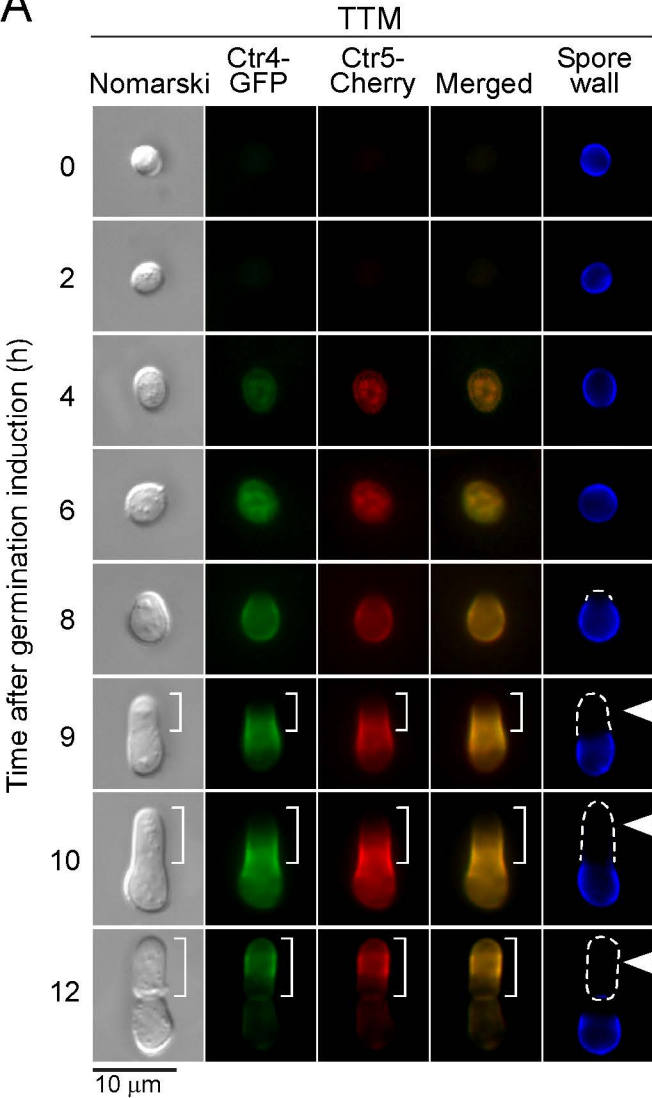 A
TTM
Nomarski
Ctr4-
GFP
Ctr5-
Cherry
Merged
Spore
wall
Time after germination induction (h)
0
2
4
6
8
9
10
12
10 μm